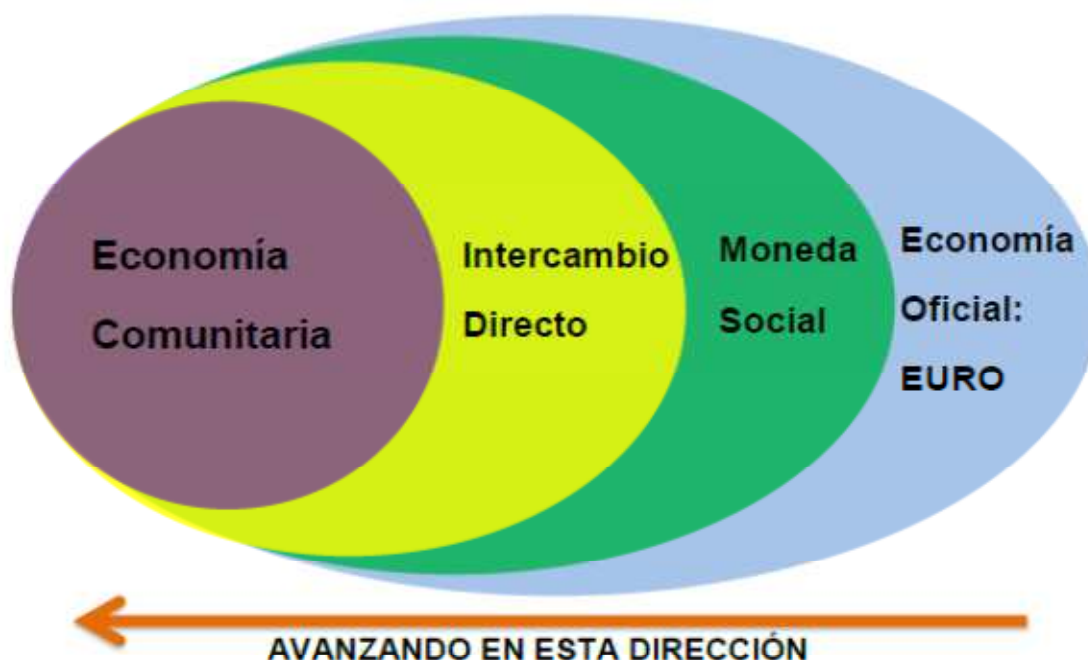 Economía
Comunitaria
Intercambio
Directo
Moneda
Social
Economía
Oficial:
EURO
AVANZANDO EN ESTA DIRECCIÓN